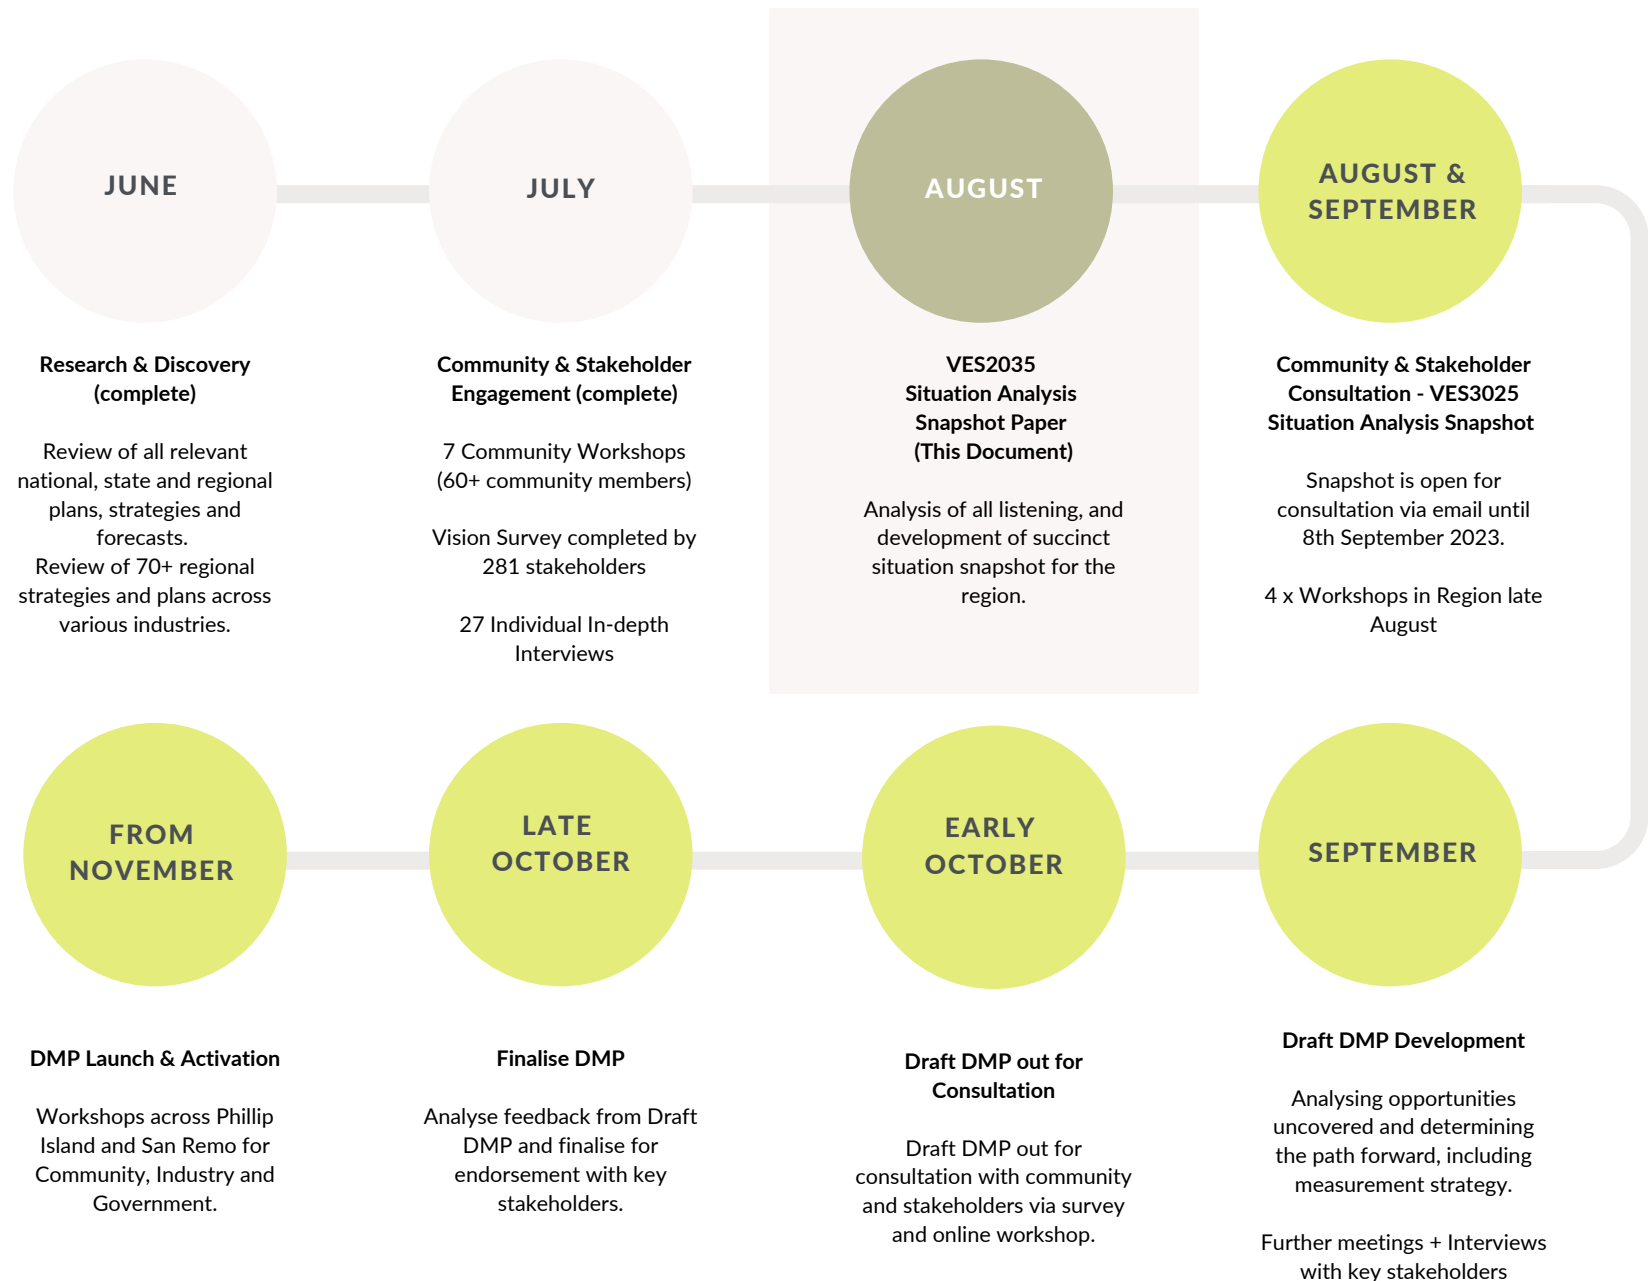 JUNE
Research & Discovery
(complete)
Review of all relevant
national, state and regional
plans, strategies and
forecasts.
Review of 70+ regional
strategies and plans across
various industries.
JULY
Community & Stakeholder
Engagement (complete)
7 Community Workshops
(60+ community members)
Vision Survey completed by
281 stakeholders
27 Individual In-depth
Interviews
AUGUST
VES2035
Situation Analysis
Snapshot Paper
(This Document)
Analysis of all listening, and
development of succinct
situation snapshot for the
region.
AUGUST &
SEPTEMBER
Community & Stakeholder
Consultation - VES3025
Situation Analysis Snapshot
Snapshot is open for
consultation via email until
8th September 2023.
4 x Workshops in Region late
August
SEPTEMBER
Draft DMP Development
Analysing opportunities
uncovered and determining
the path forward, including
measurement strategy.
Further meetings + Interviews
with key stakeholders
EARLY
OCTOBER
Draft DMP out for
Consultation
Draft DMP out for
consultation with community
and stakeholders via survey
and online workshop.
LATE
OCTOBER
Finalise DMP
Analyse feedback from Draft
DMP and finalise for
endorsement with key
stakeholders.
FROM
NOVEMBER
DMP Launch & Activation
Workshops across Phillip
Island and San Remo for
Community, Industry and
Government.